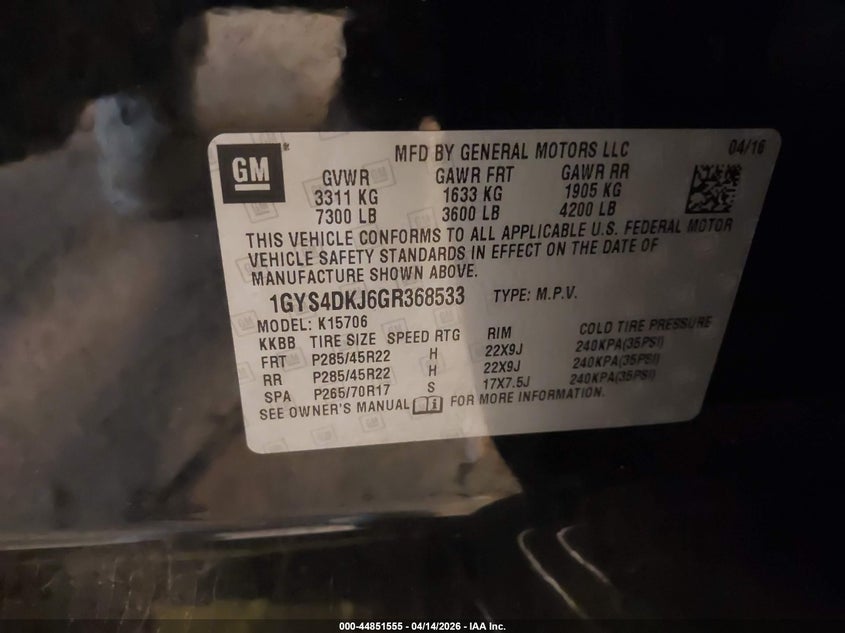 GM
MFD BY GENERAL MOTORS LLC 04/16
GVWR GAWR FRT GAWR RR
3311 KG 1633 KG 1905 KG
7300 LB 3600 LB 4200 LB
THIS VEHICLE CONFORMS TO ALL APPLICABLE U.S. FEDERAL MOTOR
VEHICLE SAFETY STANDARDS IN EFFECT ON THE DATE OF
MANUFACTURE SHOWN ABOVE.
1GYS4DKJ6GR368533 TYPE: M.P.V.
MODEL: K15706
KKBB TIRE SIZE SPEED RTG RIM COLD TIRE PRESSURE
FRT P285/45R22 H 22X9J 240KPA(35PSI)
RR P285/45R22 H 22X9J 240KPA(35PSI)
SPA P265/70R17 S 17X7.5J 240KPA(35PSI)
SEE OWNER'S MANUAL FOR MORE INFORMATION.
000-44851555 - 04/14/2026 - IAA Inc.